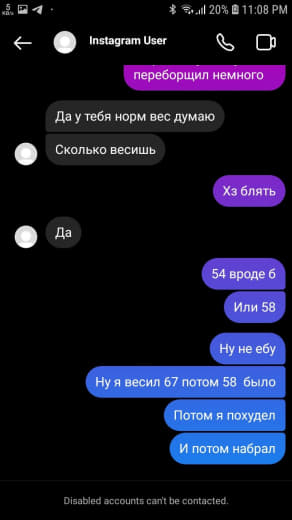 5 KB/s 20% 11:08 PM
Instagram User
переборщил немного
Да у тебя норм вес думаю
Сколько весишь
Хз блять
Да
54 вроде б
Или 58
Ну не ебу
Ну я весил 67 потом 58 было
Потом я похудел
И потом набрал
Disabled accounts can't be contacted.